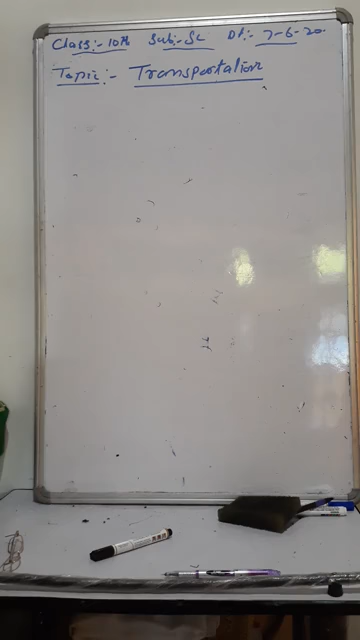 Class:- 10th Sub:- Sc Dt:- 7-6-20.
Topic:- Transportation